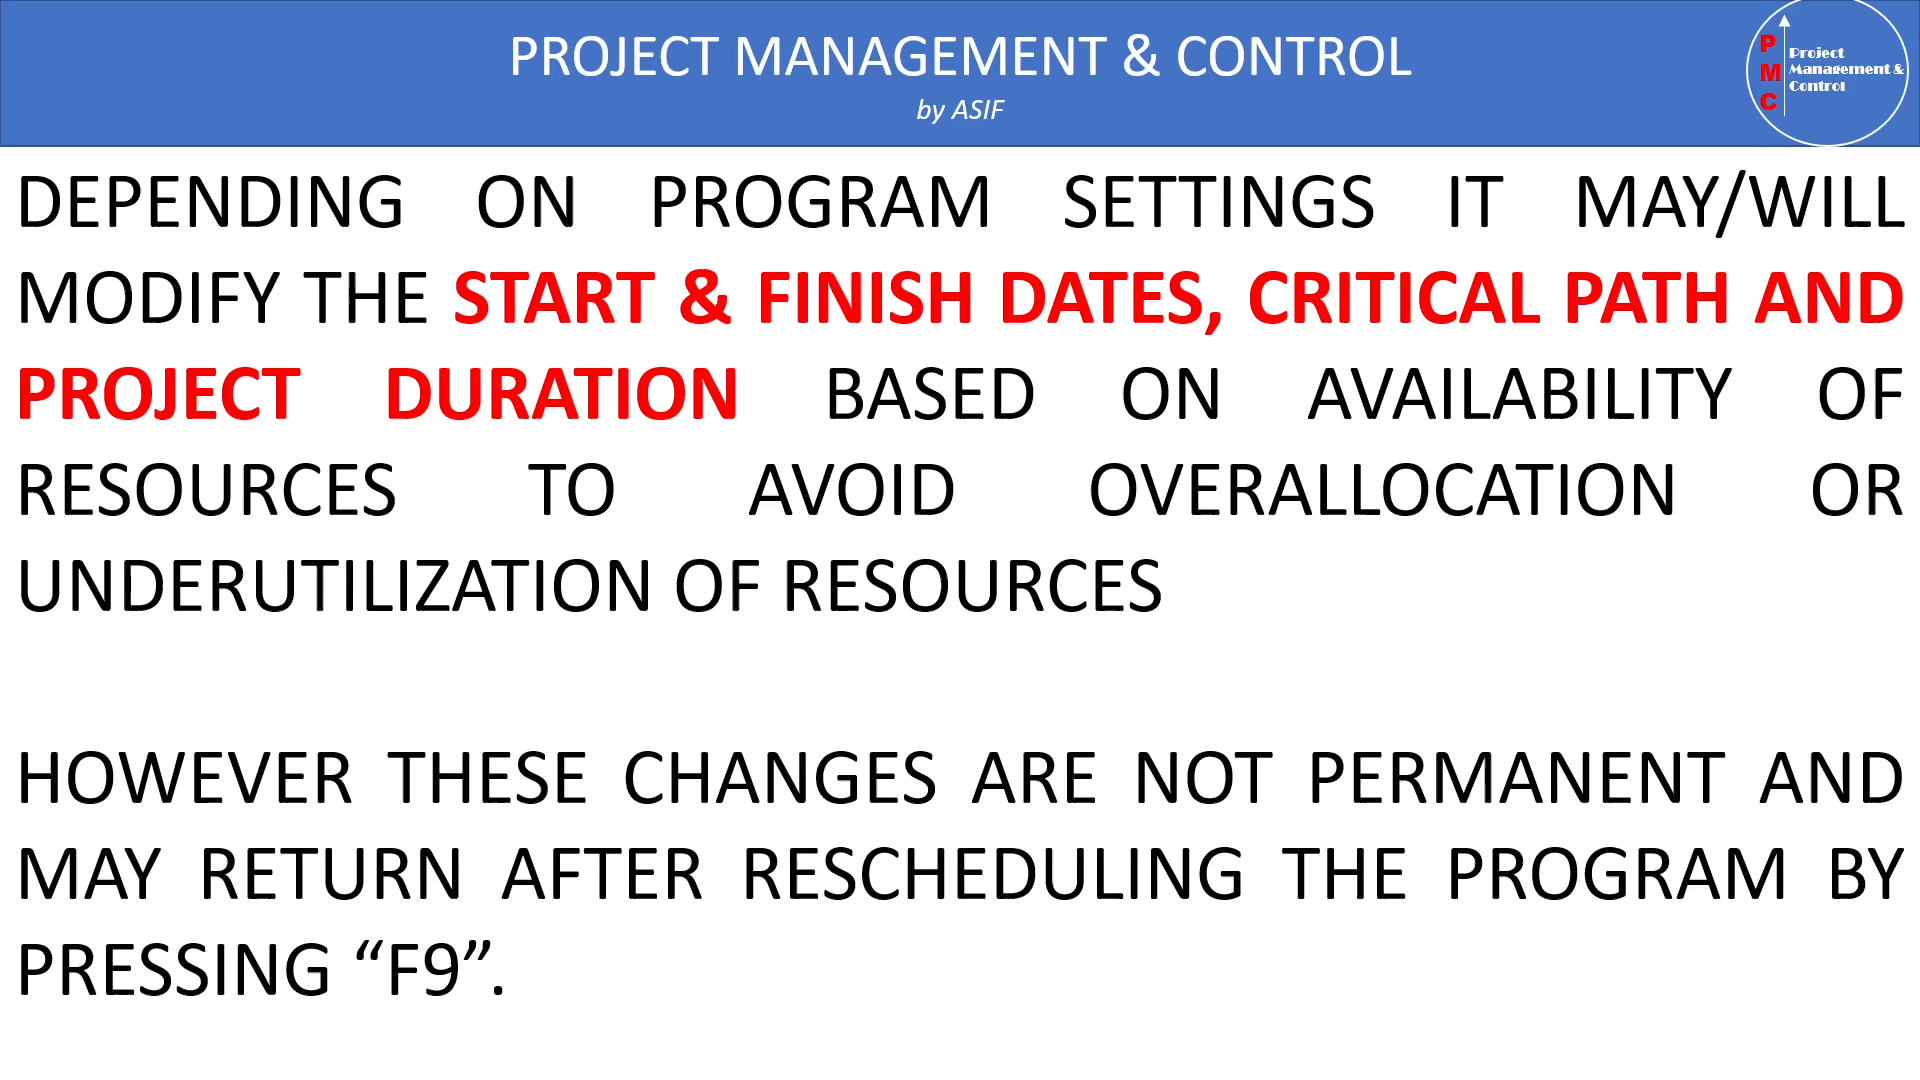 PROJECT MANAGEMENT & CONTROL
by ASIF
P
M
C
Project
Management &
Control
DEPENDING ON PROGRAM SETTINGS IT MAY/WILL
MODIFY THE START & FINISH DATES, CRITICAL PATH AND
PROJECT DURATION BASED ON AVAILABILITY OF
RESOURCES TO AVOID OVERALLOCATION OR
UNDERUTILIZATION OF RESOURCES
HOWEVER THESE CHANGES ARE NOT PERMANENT AND
MAY RETURN AFTER RESCHEDULING THE PROGRAM BY
PRESSING “F9”.